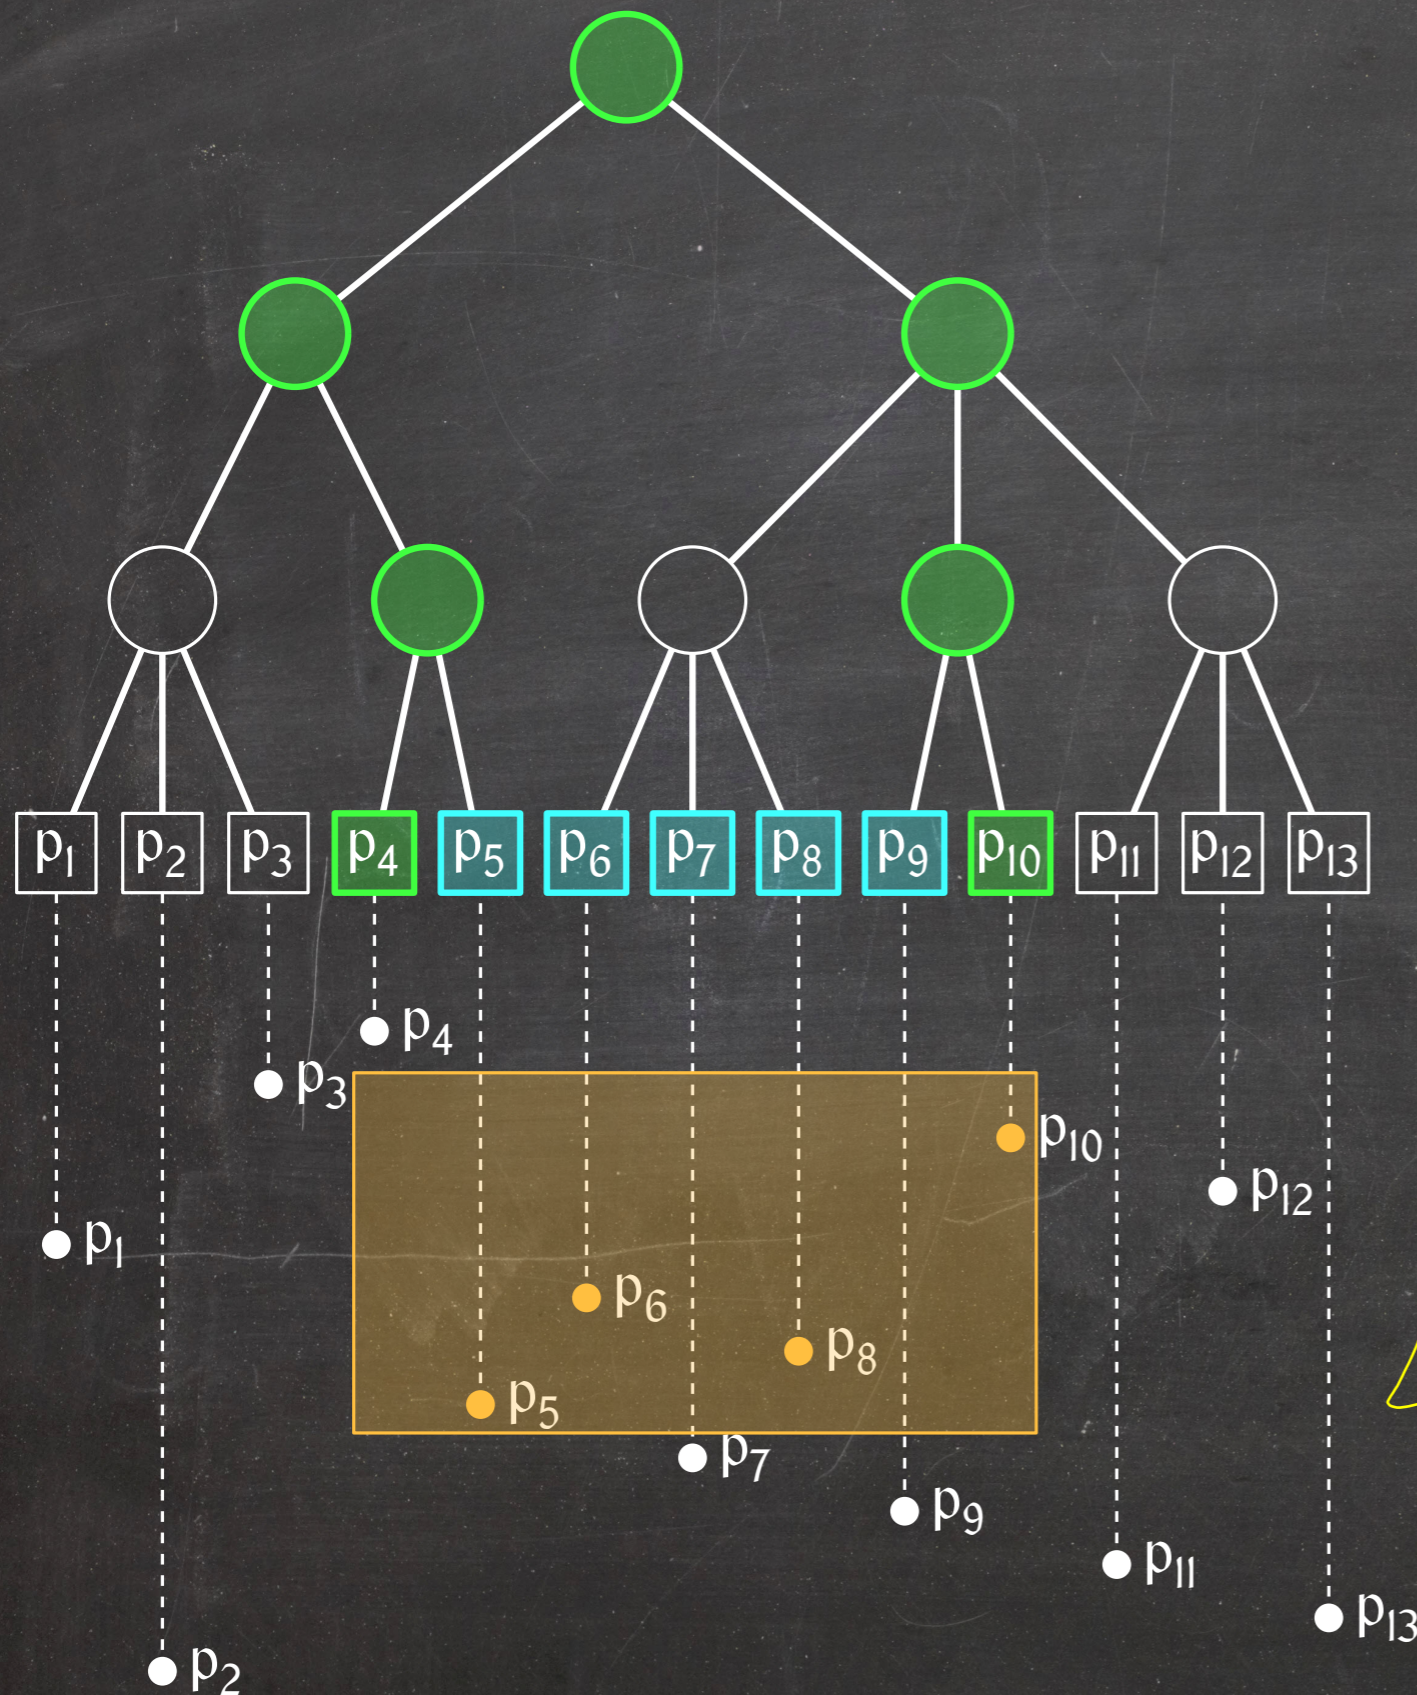 p₁ p₂ p₃ p₄ p₅ p₆ p₇ p₈ p₉ p₁₀ p₁₁ p₁₂ p₁₃
p₄
p₃
p₁₀
p₁₂
p₁
p₆
p₈
p₅
p₇
p₉
p₁₁
p₁₃
p₂